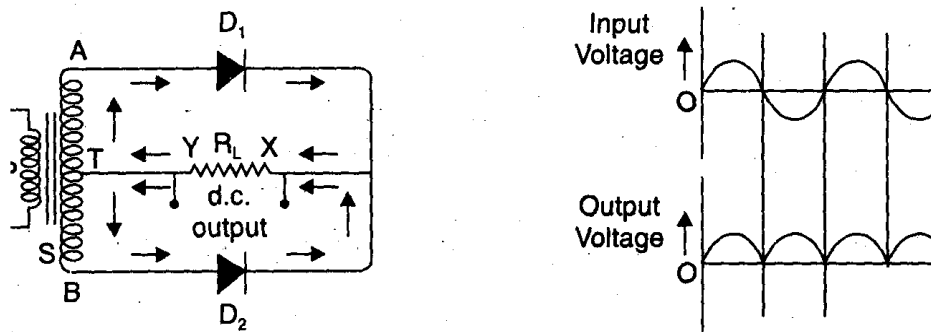 D1
A
Y RL X
T
d.c.
output
S
B
D2
Input
Voltage
O
Output
Voltage
O